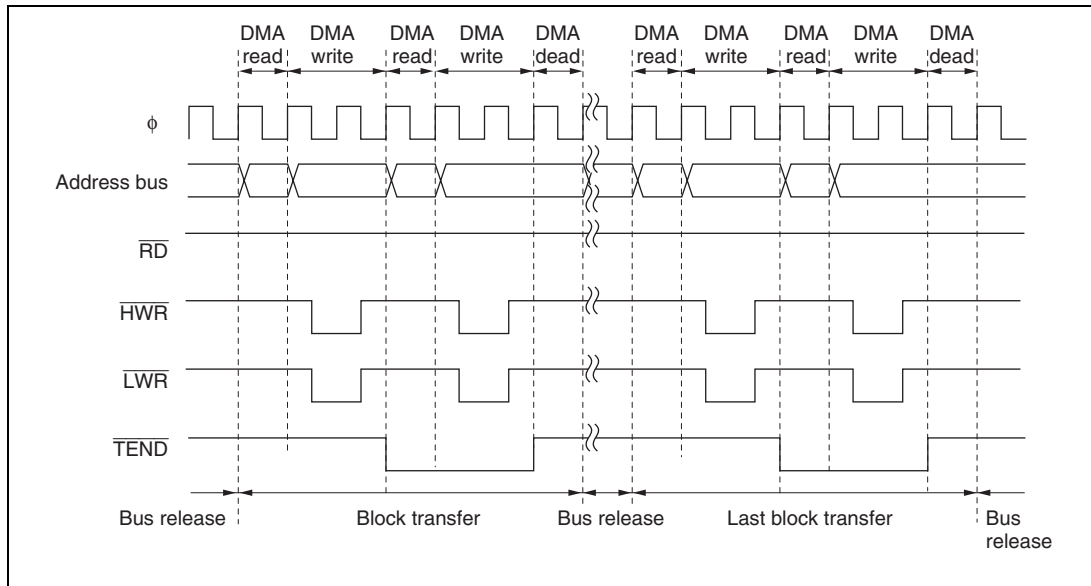 DMA DMA DMA DMA DMA DMA DMA DMA DMA DMA
read write read write dead read write read write dead
φ
Address bus
RD
HWR
LWR
TEND
Bus release Block transfer Bus release Last block transfer Bus
release